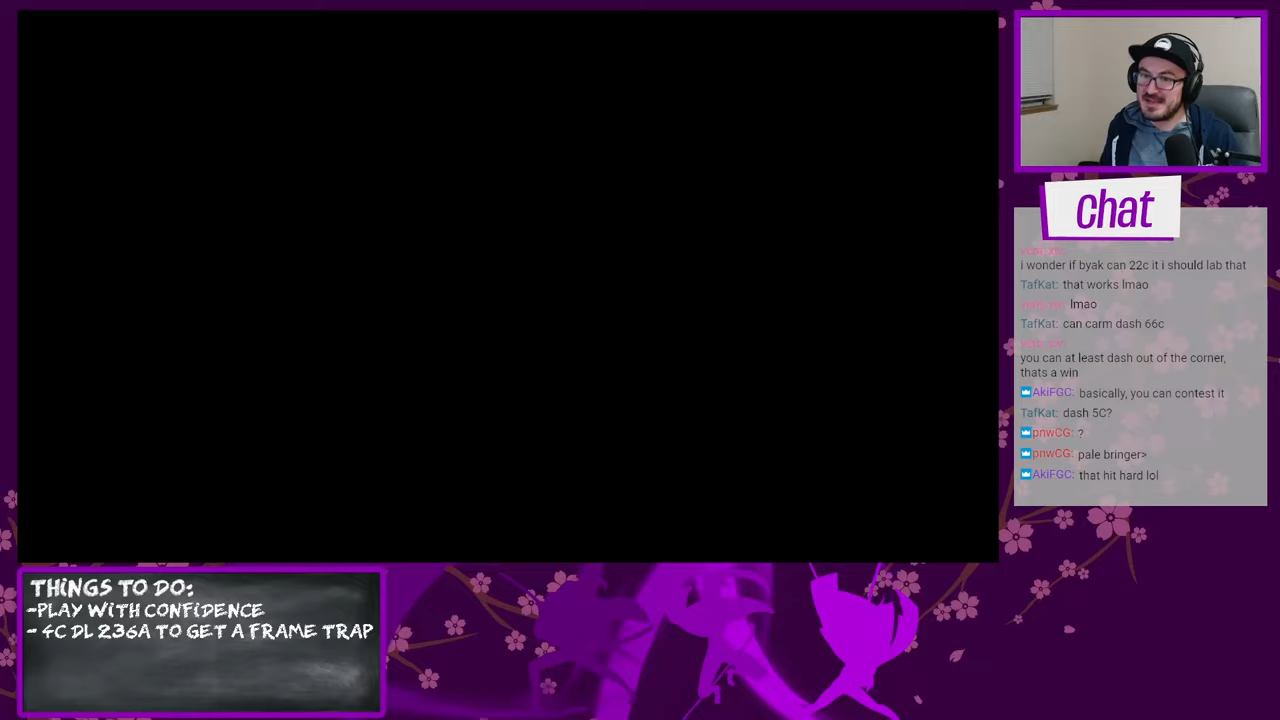 Chat
i wonder if byak can 22c it i should lab that
TafKat: that works lmao
lmao
TafKat: can carm dash 66c
you can at least dash out of the corner,
thats a win
AkiFGC: basically, you can contest it
TafKat: dash 5C?
pnwCG: ?
pnwCG: pale bringer>
AkiFGC: that hit hard lol
THINGS TO DO:
-PLAY WITH CONFIDENCE
- 4C DL 236A TO GET A FRAME TRAP